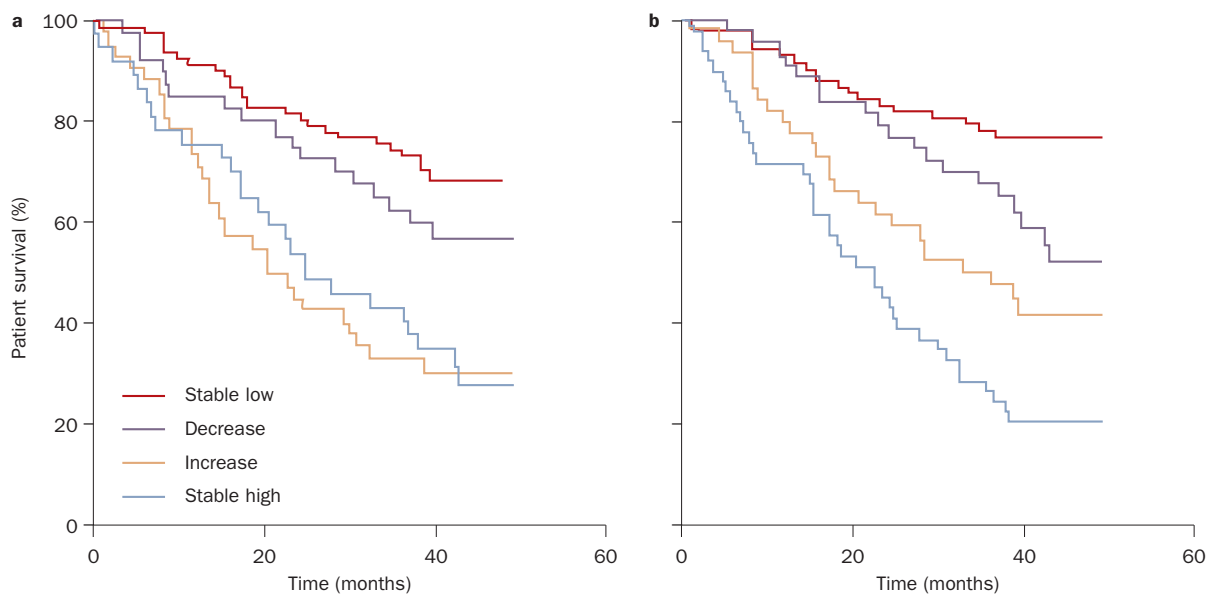 a
100
80
60
40
20
0
Patient survival (%)
Stable low
Decrease
Increase
Stable high
0 20 40 60
Time (months)
b
0 20 40 60
Time (months)